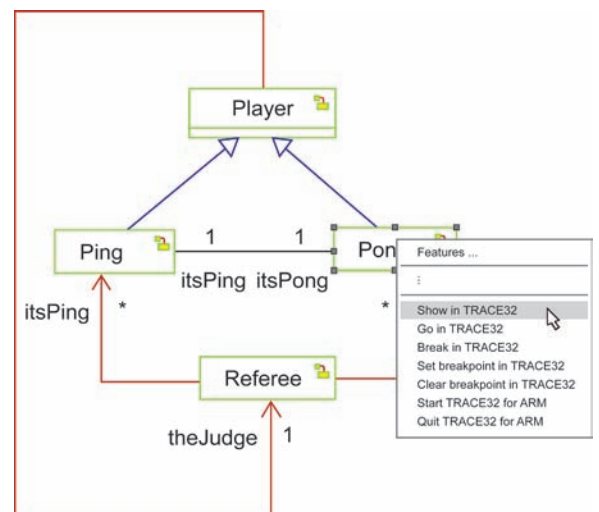 Player
Ping
1
1
Pon
itsPing
itsPong
itsPing
*
*
Features ...
Show in TRACE32
Go in TRACE32
Break in TRACE32
Set breakpoint in TRACE32
Clear breakpoint in TRACE32
Start TRACE32 for ARM
Quit TRACE32 for ARM
Referee
theJudge
1